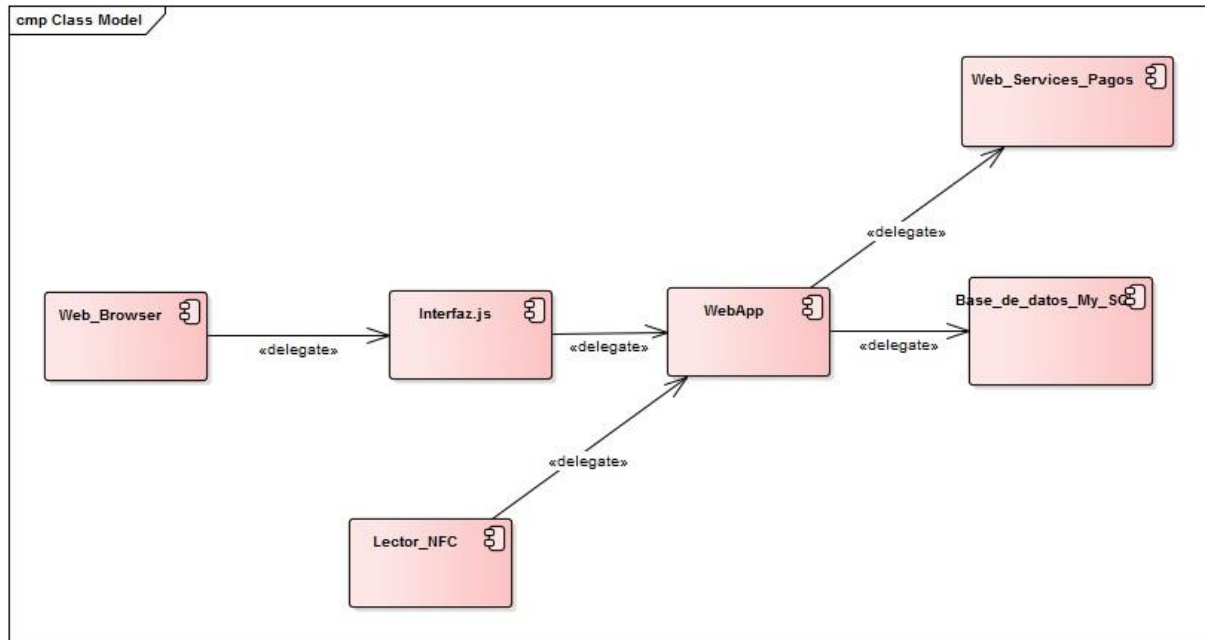 cmp Class Model
Web_Services_Pagos
«delegate»
Web_Browser
Interfaz.js
WebApp
Base_de_datos_My_S
«delegate»
«delegate»
«delegate»
«delegate»
Lector_NFC